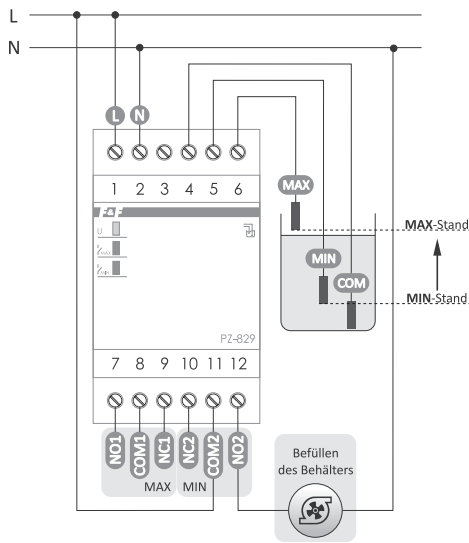 L
N
L N
1 2 3 4 5 6
F&F
U
MAX
MIN
PZ-829
7 8 9 10 11 12
NO1 COM1 NC1 NC2 COM2 NO2
MAX MIN
MAX
MIN
COM
MAX-Stand
MIN-Stand
Befüllen
des Behälters